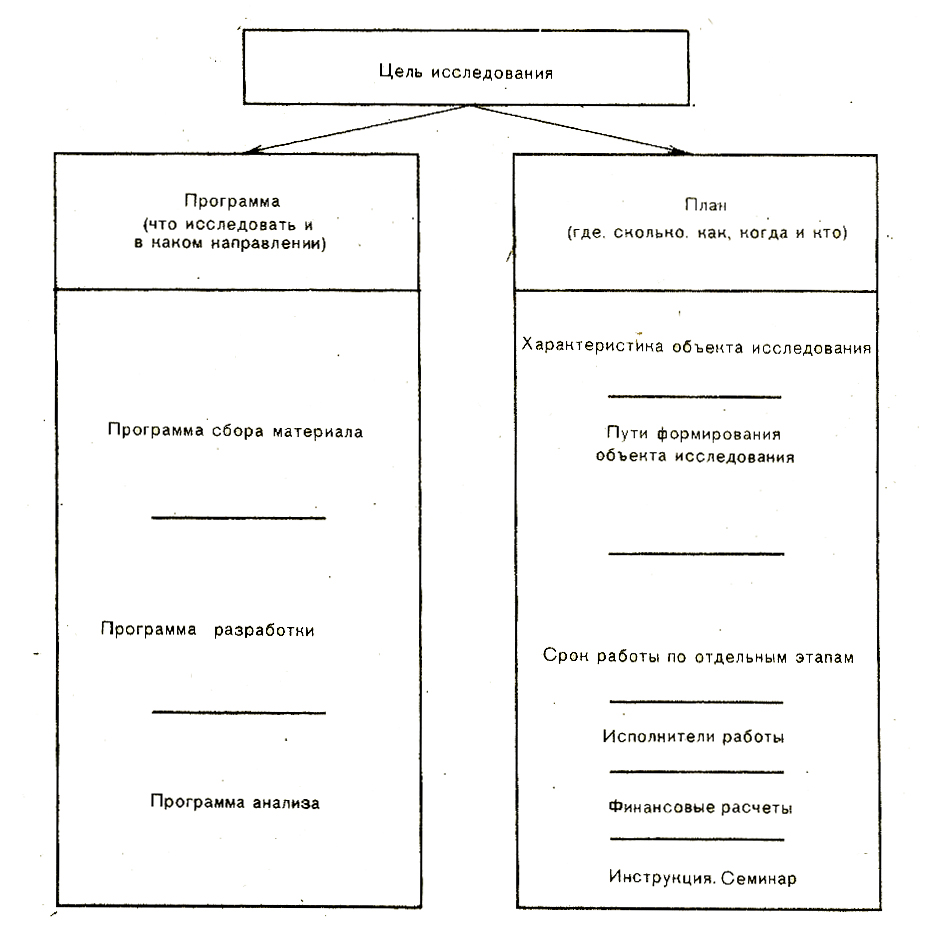 Цель исследования
Программа
(что исследовать и
в каком направлении)
Программа сбора материала
Программа разработки
Программа анализа
План
(где. сколько. как, когда и кто)
Характеристика объекта исследования
Пути формирования
объекта исследования
Срок работы по отдельным этапам
Исполнители работы
Финансовые расчеты
Инструкция. Семинар